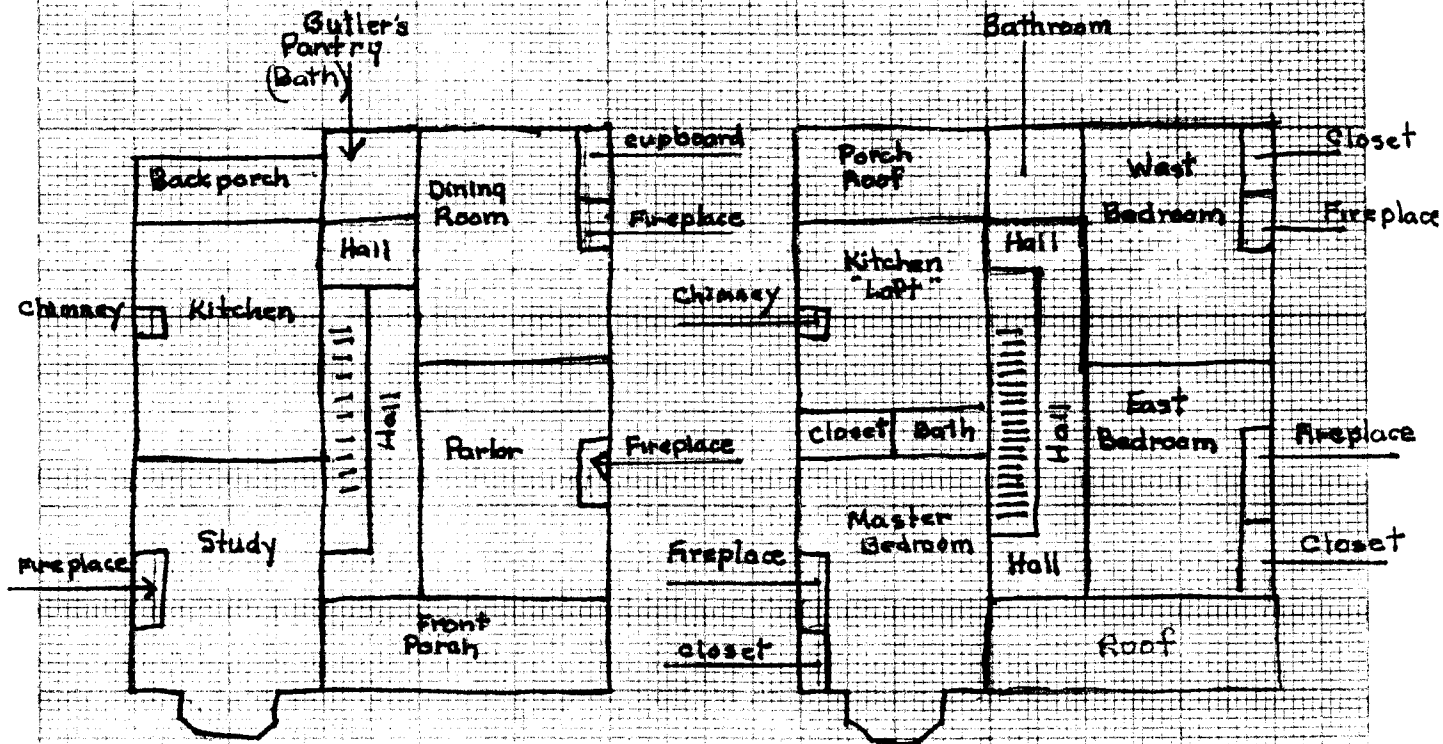 Butler's
Pantry
(Bath)
Back porch
Dining
Room
cupboard
Fireplace
Hall
Chimney
Kitchen
Hall
Parlor
Fireplace
Study
Fireplace
Front
Porch
Bathroom
Porch
Roof
West
Bedroom
Closet
Fireplace
Hall
Kitchen
"Loft"
Chimney
Closet
Bath
Hall
East
Bedroom
Fireplace
Master
Bedroom
Fireplace
Hall
Closet
closet
Roof